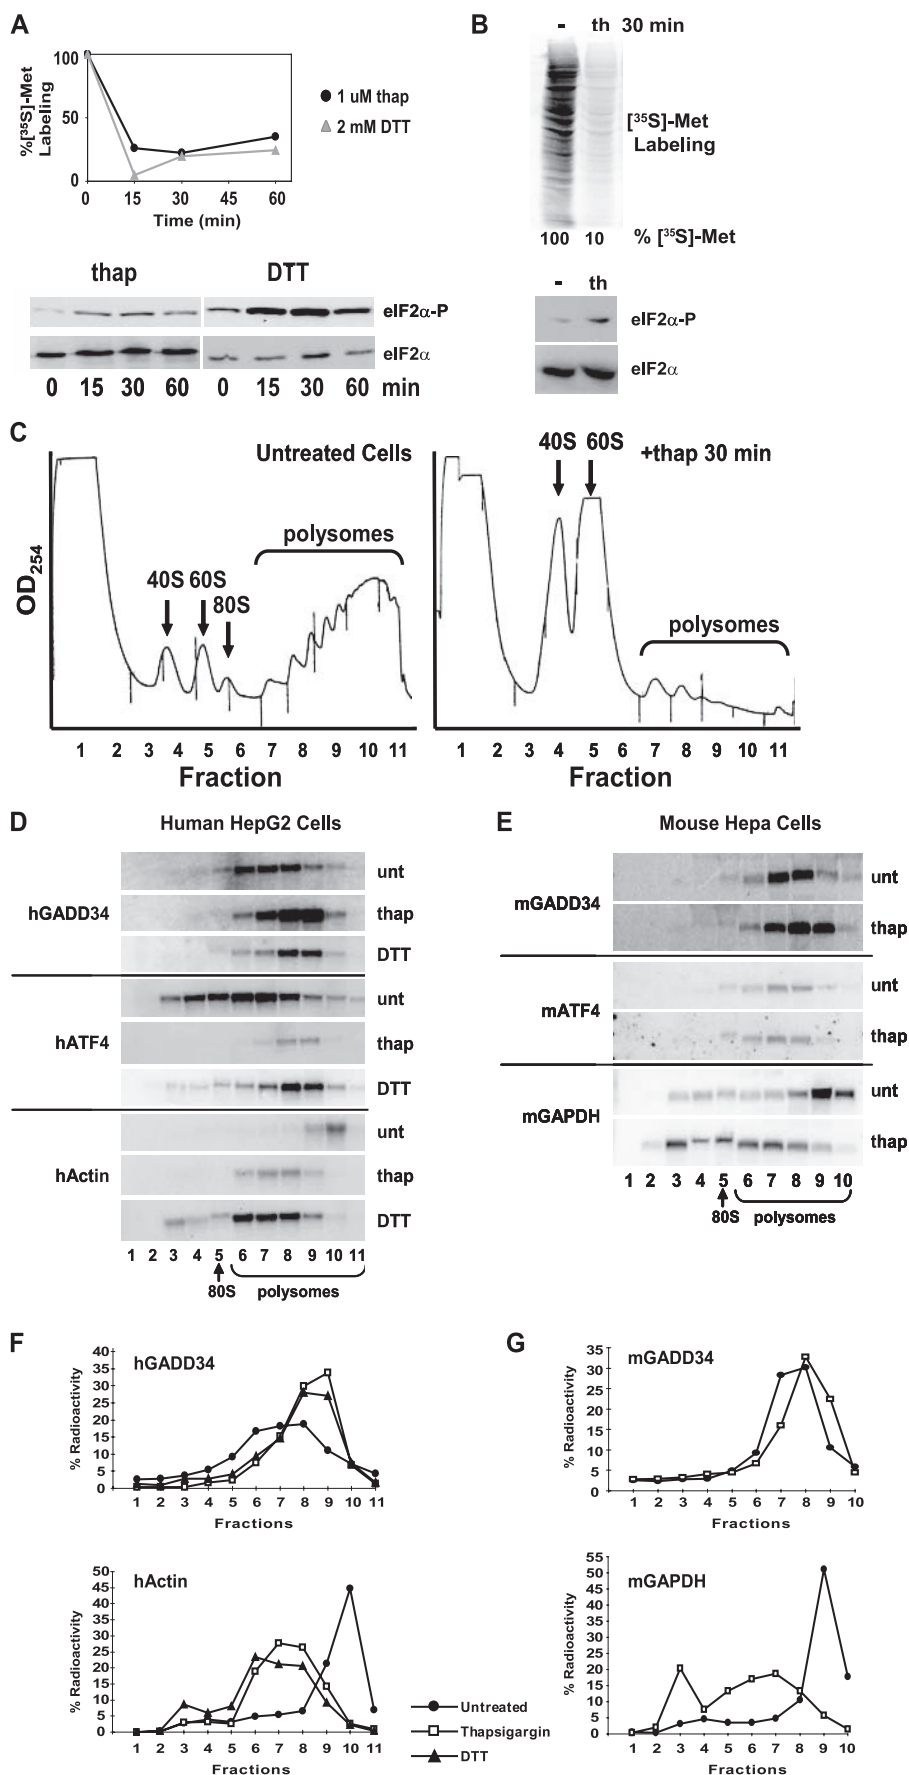 A
100
50
0
%[³⁵S]-Met
Labeling
0 15 30 45 60
Time (min)
1 uM thap
2 mM DTT
thap DTT
eIF2α-P
eIF2α
0 15 30 60 0 15 30 60 min
B
- th 30 min
[³⁵S]-Met
Labeling
100 10 % [³⁵S]-Met
- th
eIF2α-P
eIF2α
C
Untreated Cells
polysomes
40S 60S
80S
OD254
1 2 3 4 5 6 7 8 9 10 11
Fraction
40S 60S +thap 30 min
polysomes
1 2 3 4 5 6 7 8 9 10 11
Fraction
D
Human HepG2 Cells
hGADD34
unt
thap
DTT
hATF4
unt
thap
DTT
hActin
unt
thap
DTT
1 2 3 4 5 6 7 8 9 10 11
80S polysomes
E
Mouse Hepa Cells
mGADD34
unt
thap
mATF4
unt
thap
mGAPDH
unt
thap
1 2 3 4 5 6 7 8 9 10
80S polysomes
F
hGADD34
% Radioactivity
40
35
30
25
20
15
10
5
0
1 2 3 4 5 6 7 8 9 10 11
Fractions
hActin
% Radioactivity
50
45
40
35
30
25
20
15
10
5
0
1 2 3 4 5 6 7 8 9 10 11
Fractions
Untreated
Thapsigargin
DTT
G
mGADD34
% Radioactivity
35
30
25
20
15
10
5
0
1 2 3 4 5 6 7 8 9 10
Fractions
mGAPDH
% Radioactivity
55
50
45
40
35
30
25
20
15
10
5
0
1 2 3 4 5 6 7 8 9 10
Fractions